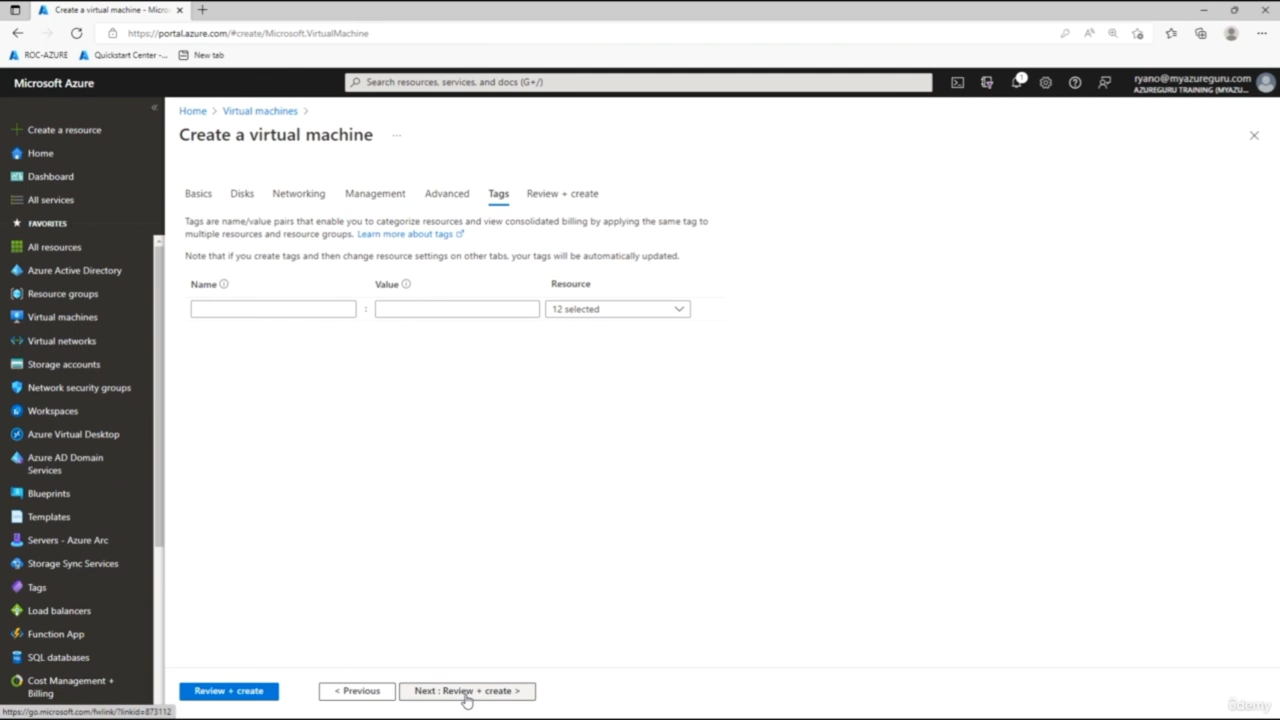 Create a virtual machine - Micro
https://portal.azure.com/#create/Microsoft.VirtualMachine
ROC-AZURE
Quickstart Center -...
New tab
Microsoft Azure
Search resources, services, and docs (G+/)
1
ryano@myazureguru.com
AZUREGURU TRAINING (MYAZU...
Create a resource
Home
Dashboard
All services
FAVORITES
All resources
Azure Active Directory
Resource groups
Virtual machines
Virtual networks
Storage accounts
Network security groups
Workspaces
Azure Virtual Desktop
Azure AD Domain
Services
Blueprints
Templates
Servers - Azure Arc
Storage Sync Services
Tags
Load balancers
Function App
SQL databases
Cost Management +
Billing
Home > Virtual machines >
Create a virtual machine ...
Basics Disks Networking Management Advanced Tags Review + create
Tags are name/value pairs that enable you to categorize resources and view consolidated billing by applying the same tag to
multiple resources and resource groups. Learn more about tags
Note that if you create tags and then change resource settings on other tabs, your tags will be automatically updated.
Name Value Resource
: 12 selected
Review + create < Previous Next : Review + create >
https://go.microsoft.com/fwlink/?linkid=873112
ûdemy